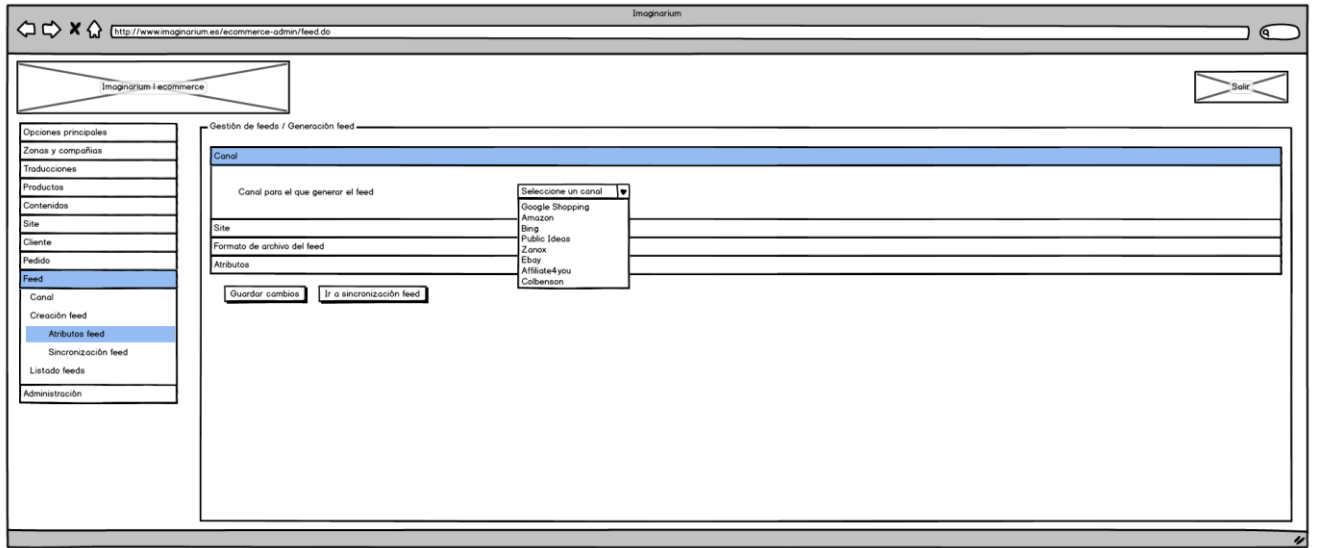 Imaginarium
http://www.imaginarium.es/ecommerce-admin/feed.do
Imaginarium | ecommerce
Salir
Opciones principales
Zonas y compañias
Traducciones
Productos
Contenidos
Site
Cliente
Pedido
Feed
Canal
Creación feed
Atributos feed
Sincronización feed
Listado feeds
Administración
Gestión de feeds / Generación feed
Canal
Canal para el que generar el feed
Seleccione un canal
Google Shopping
Amazon
Bing
Public Ideas
Zanox
Ebay
Affiliate4you
Colbenson
Site
Formato de archivo del feed
Atributos
Guardar cambios
Ir a sincronización feed